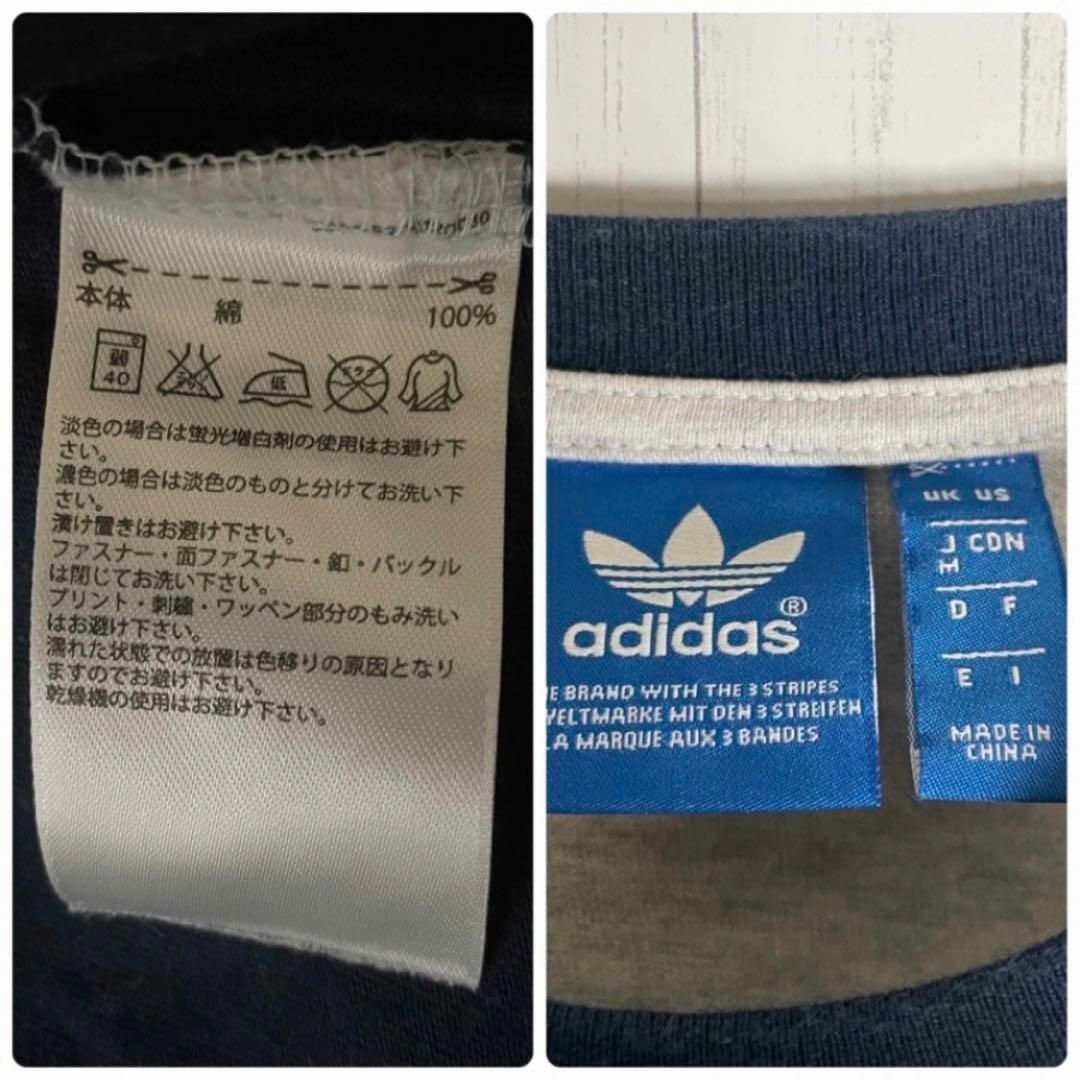 本体 綿 100%
弱 40 低
淡色の場合は蛍光増白剤の使用はお避け下
さい。
濃色の場合は淡色のものと分けてお洗い下
さい。
漬け置きはお避け下さい。
ファスナー・面ファスナー・釦・バックル
は閉じてお洗い下さい。
プリント・刺繍・ワッペン部分のもみ洗い
はお避け下さい。
濡れた状態での放置は色移りの原因となり
ますのでお避け下さい。
乾燥機の使用はお避け下さい。
adidas®
BRAND WITH THE 3 STRIPES
MARKE MIT DEN 3 STREIFEN
LA MARQUE AUX 3 BANDES
UK US
J CDN
M
D F
E I
MADE IN
CHINA